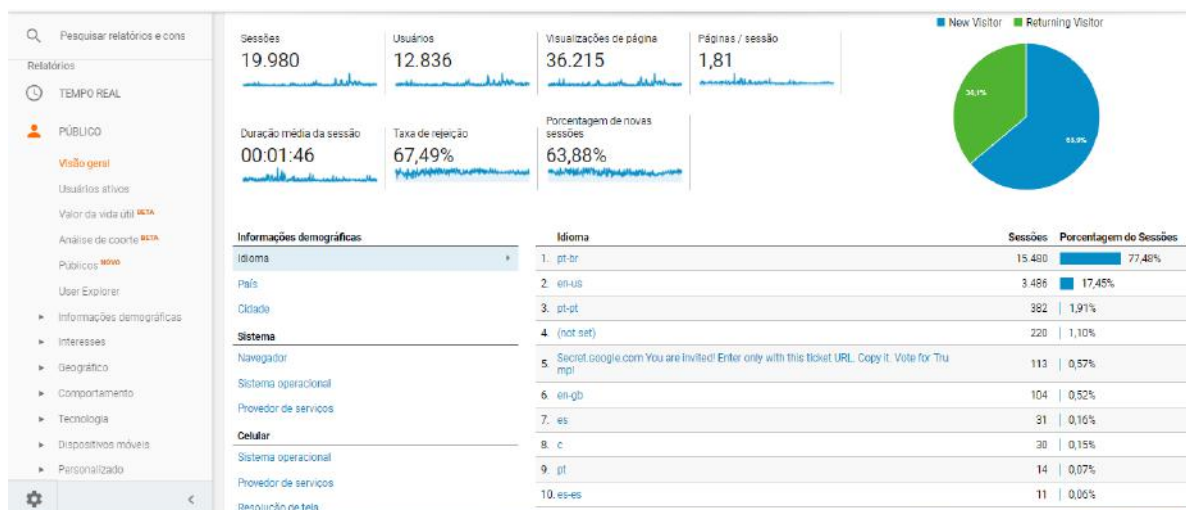 Pesquisar relatórios e cons
Relatórios
TEMPO REAL
PÚBLICO
Visão geral
Usuários ativos
Valor da vida útil BETA
Análise de coorte BETA
Públicos NOVO
User Explorer
Informações demográficas
Interesses
Geográfico
Comportamento
Tecnologia
Dispositivos móveis
Personalizado
Sessões
19.980
Usuários
12.836
Visualizações de página
36.215
Páginas / sessão
1,81
Duração média da sessão
00:01:46
Taxa de rejeição
67,49%
Porcentagem de novas
sessões
63,88%
New Visitor Returning Visitor
36,1%
63,9%
Informações demográficas
Idioma
País
Cidade
Sistema
Navegador
Sistema operacional
Provedor de serviços
Celular
Sistema operacional
Provedor de serviços
Resolução de tela
Idioma Sessões Porcentagem do Sessões
1. pt-br 15.480 77,48%
2. en-us 3.486 17,45%
3. pt-pt 382 1,91%
4. (not set) 220 1,10%
5. Secret.ɢoogle.com You are invited! Enter only with this ticket URL. Copy it. Vote for Tru
mp! 113 0,57%
6. en-gb 104 0,52%
7. es 31 0,16%
8. c 30 0,15%
9. pt 14 0,07%
10. es-es 11 0,06%